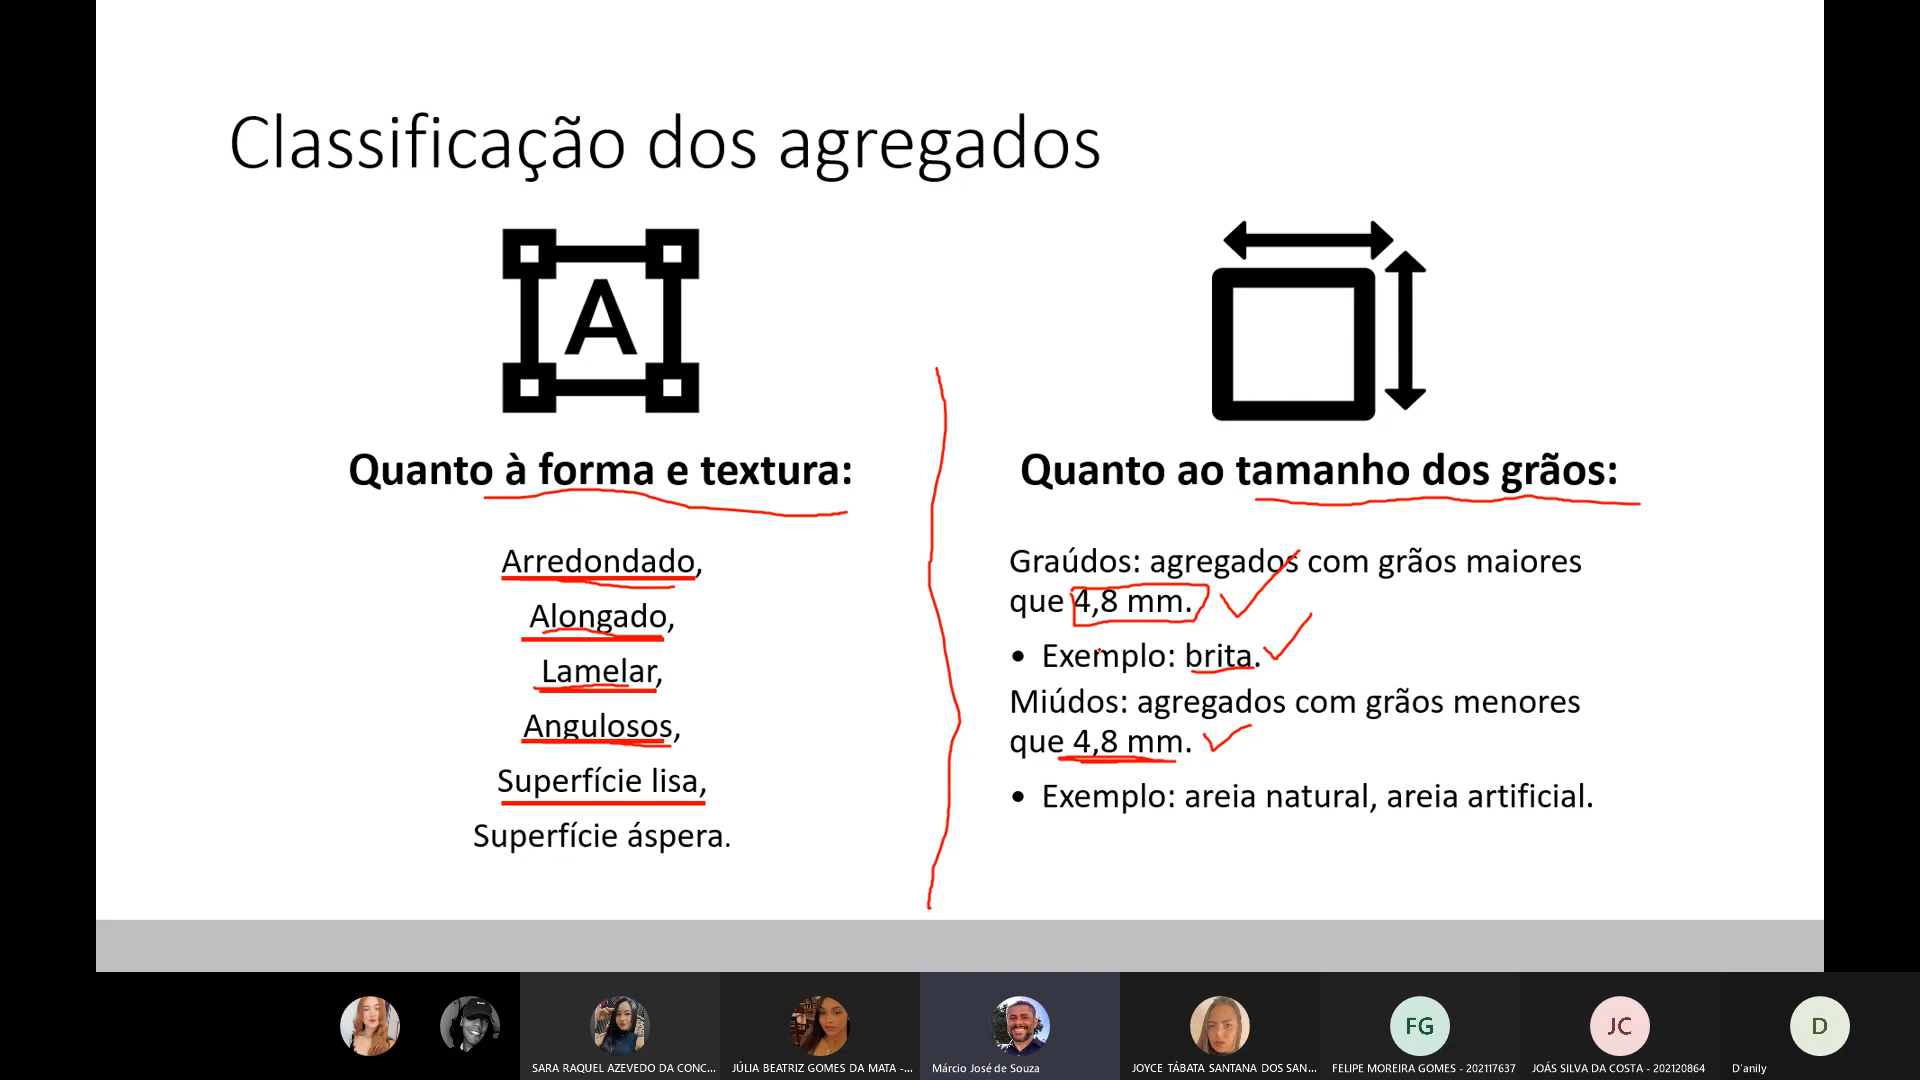 Classificação dos agregados
A
Quanto à forma e textura:
Arredondado,
Alongado,
Lamelar,
Angulosos,
Superfície lisa,
Superfície áspera.
Quanto ao tamanho dos grãos:
Graúdos: agregados com grãos maiores
que 4,8 mm.
• Exemplo: brita.
Miúdos: agregados com grãos menores
que 4,8 mm.
• Exemplo: areia natural, areia artificial.
SARA RAQUEL AZEVEDO DA CONC...
JÚLIA BEATRIZ GOMES DA MATA -...
Márcio José de Souza
JOYCE TÁBATA SANTANA DOS SAN...
FG
FELIPE MOREIRA GOMES - 202117637
JC
JOÁS SILVA DA COSTA - 202120864
D
D´anily